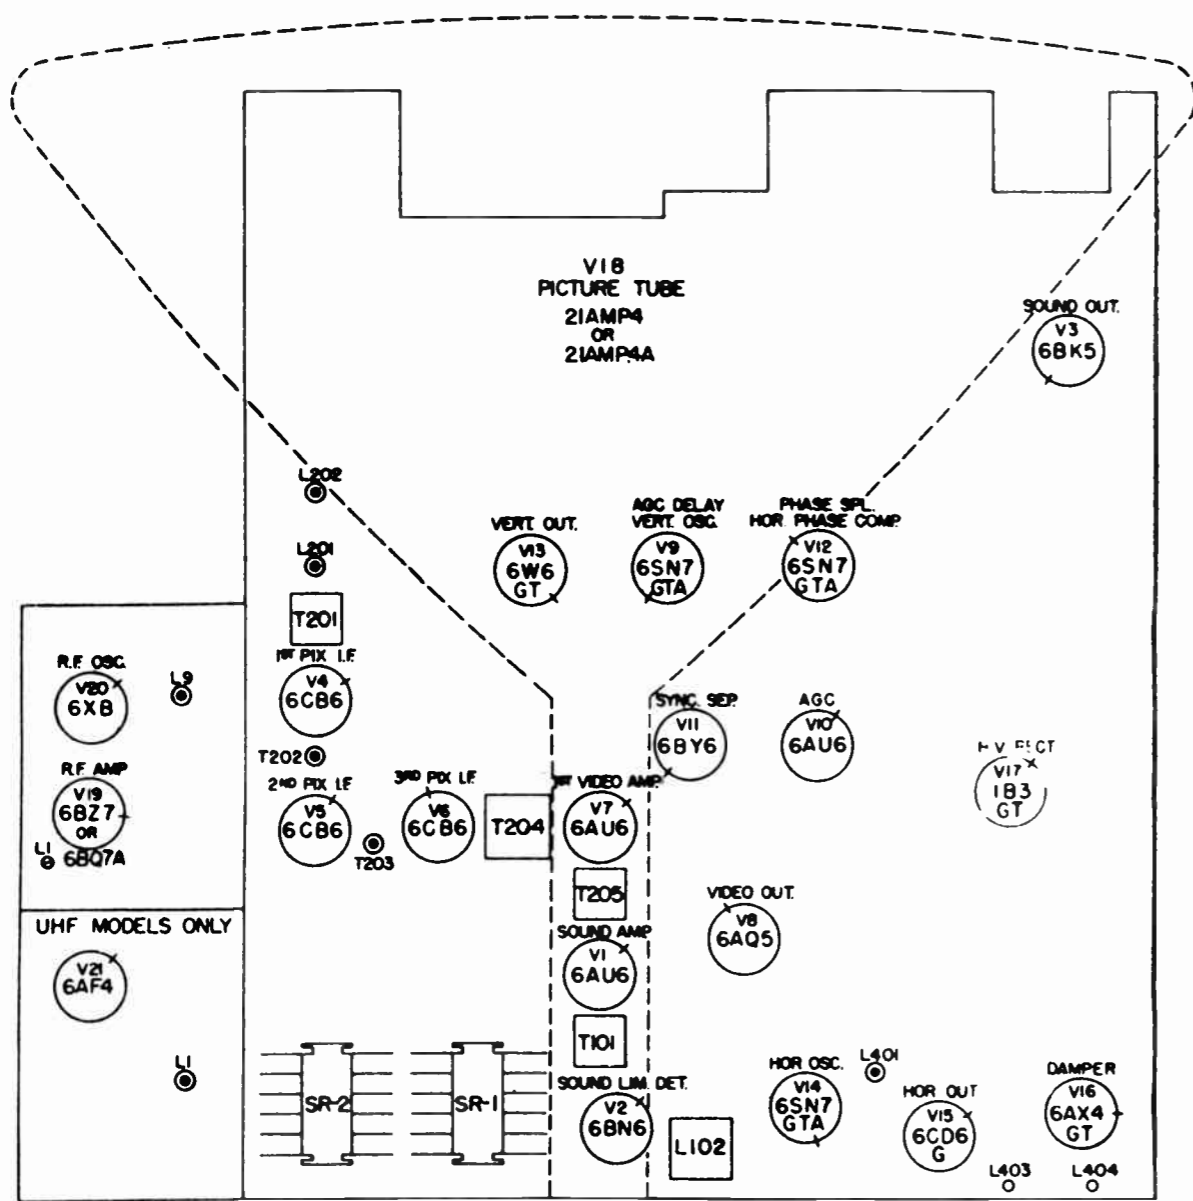 V18
PICTURE TUBE
21AMP4
OR
21AMP4A
SOUND OUT.
V3
6BK5
L202
L201
T201
VERT. OUT.
V13
6W6
GT
AGC DELAY
VERT. OSC.
V9
6SN7
GTA
PHASE SPL.
HOR. PHASE COMP.
V12
6SN7
GTA
R.F. OSC.
V20
6X8
L9
1ST PIX I.F.
V4
6CB6
T202
SYNC. SEP.
V11
6BY6
AGC
V10
6AU6
H.V. RECT
V17
1B3
GT
R.F. AMP
V19
6BZ7
OR
6BQ7A
L1
2ND PIX I.F.
V5
6CB6
T203
3RD PIX I.F.
V6
6CB6
T204
1ST VIDEO AMP.
V7
6AU6
T205
VIDEO OUT.
V8
6AQ5
UHF MODELS ONLY
V21
6AF4
L1
SOUND AMP
V1
6AU6
T101
SR-2
SR-1
SOUND LIM. DET.
V2
6BN6
L102
HOR OSC.
V14
6SN7
GTA
L401
HOR OUT
V15
6CD6
G
DAMPER
V16
6AX4
GT
L403
L404